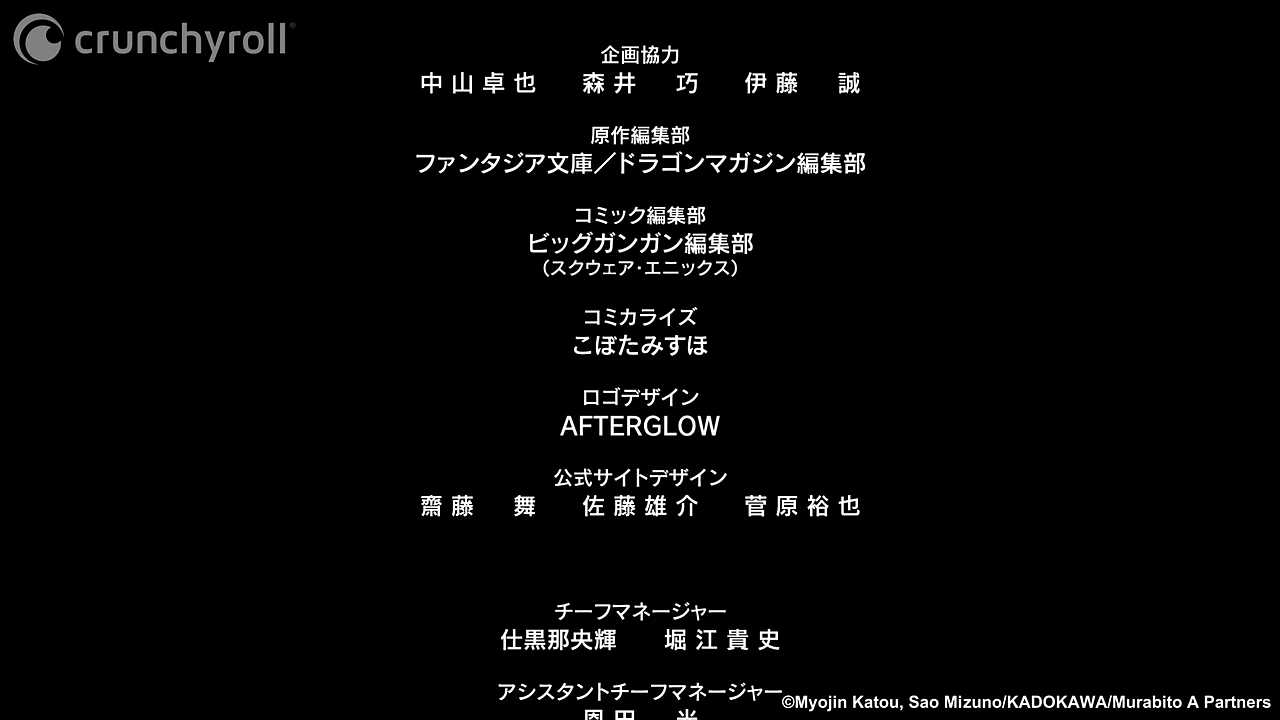 crunchyroll
企画協力
中山卓也 森井 巧 伊藤 誠
原作編集部
ファンタジア文庫／ドラゴンマガジン編集部
コミック編集部
ビッグガンガン編集部
（スクウェア・エニックス）
コミカライズ
こぼたみすほ
ロゴデザイン
AFTERGLOW
公式サイトデザイン
齋藤 舞 佐藤雄介 菅原裕也
チーフマネージャー
仕黒那央輝 堀江貴史
アシスタントチーフマネージャー
©Myojin Katou, Sao Mizuno/KADOKAWA/Murabito A Partners